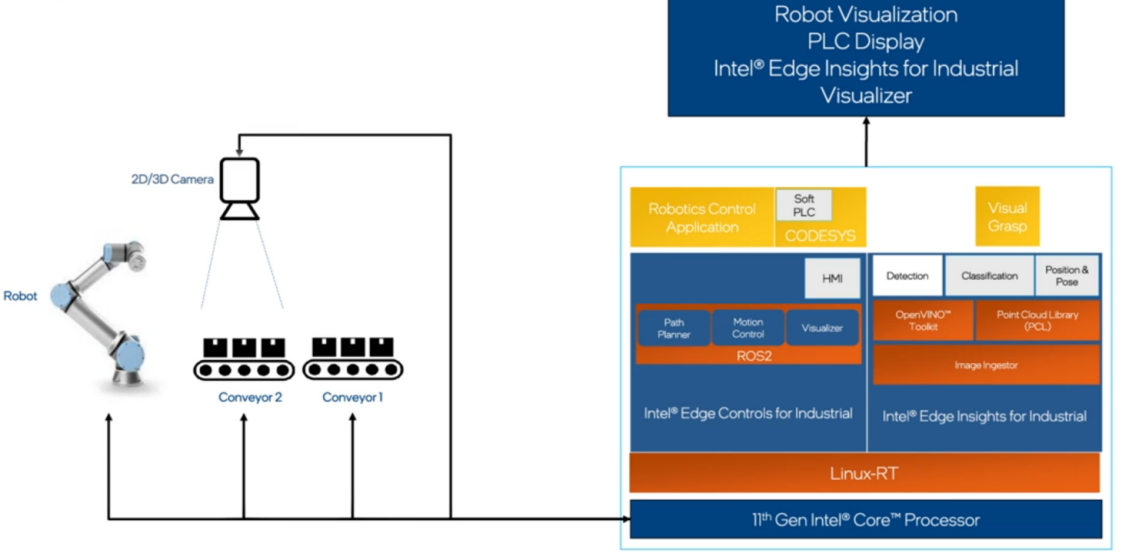 Robot Visualization
PLC Display
Intel® Edge Insights for Industrial
Visualizer
2D/3D Camera
Robot
Conveyor 2
Conveyor 1
Robotics Control
Application
Soft
PLC
CODESYS
Visual
Grasp
HMI
Detection
Classification
Position &
Pose
Path
Planner
Motion
Control
Visualizer
ROS2
OpenVINO™
Toolkit
Point Cloud Library
(PCL)
Image Ingestor
Intel® Edge Controls for Industrial
Intel® Edge Insights for Industrial
Linux-RT
11th Gen Intel® Core™ Processor